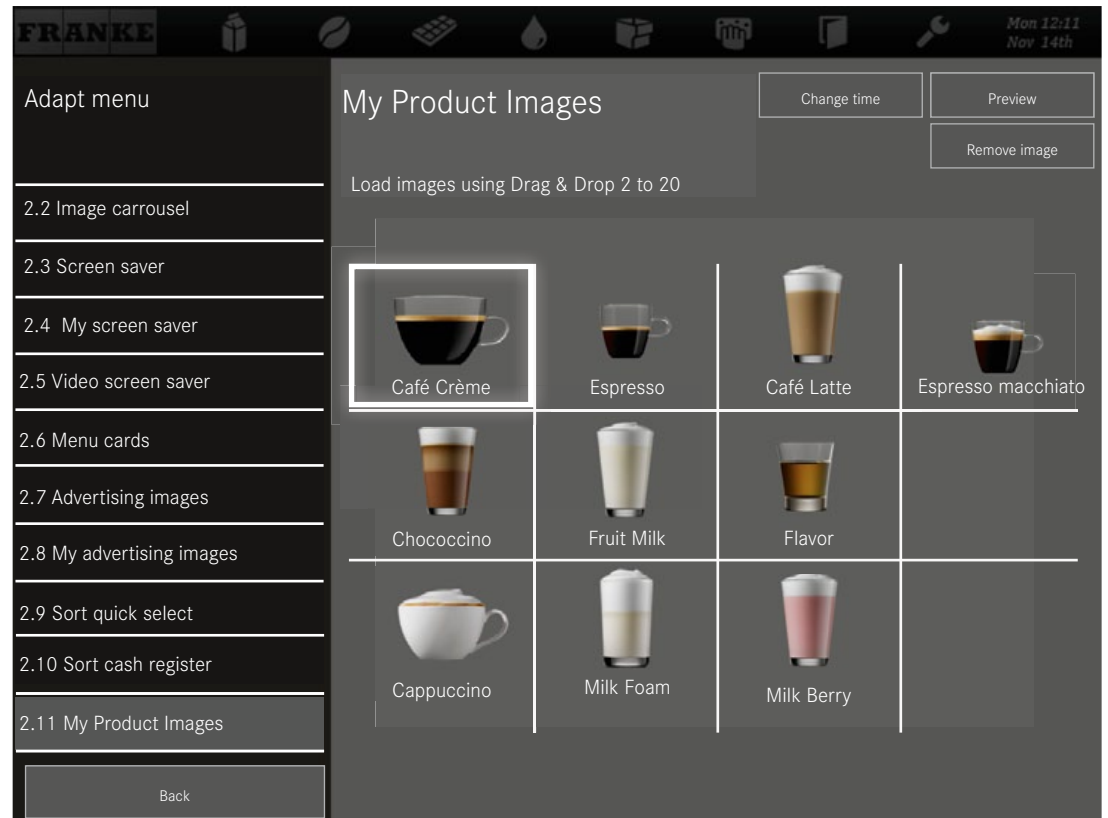 FRANKE
Mon 12:11
Nov 14th
Adapt menu
2.2 Image carrousel
2.3 Screen saver
2.4 My screen saver
2.5 Video screen saver
2.6 Menu cards
2.7 Advertising images
2.8 My advertising images
2.9 Sort quick select
2.10 Sort cash register
2.11 My Product Images
Back
My Product Images
Change time
Preview
Remove image
Load images using Drag & Drop 2 to 20
Café Crème
Espresso
Café Latte
Espresso macchiato
Chococcino
Fruit Milk
Flavor
Cappuccino
Milk Foam
Milk Berry